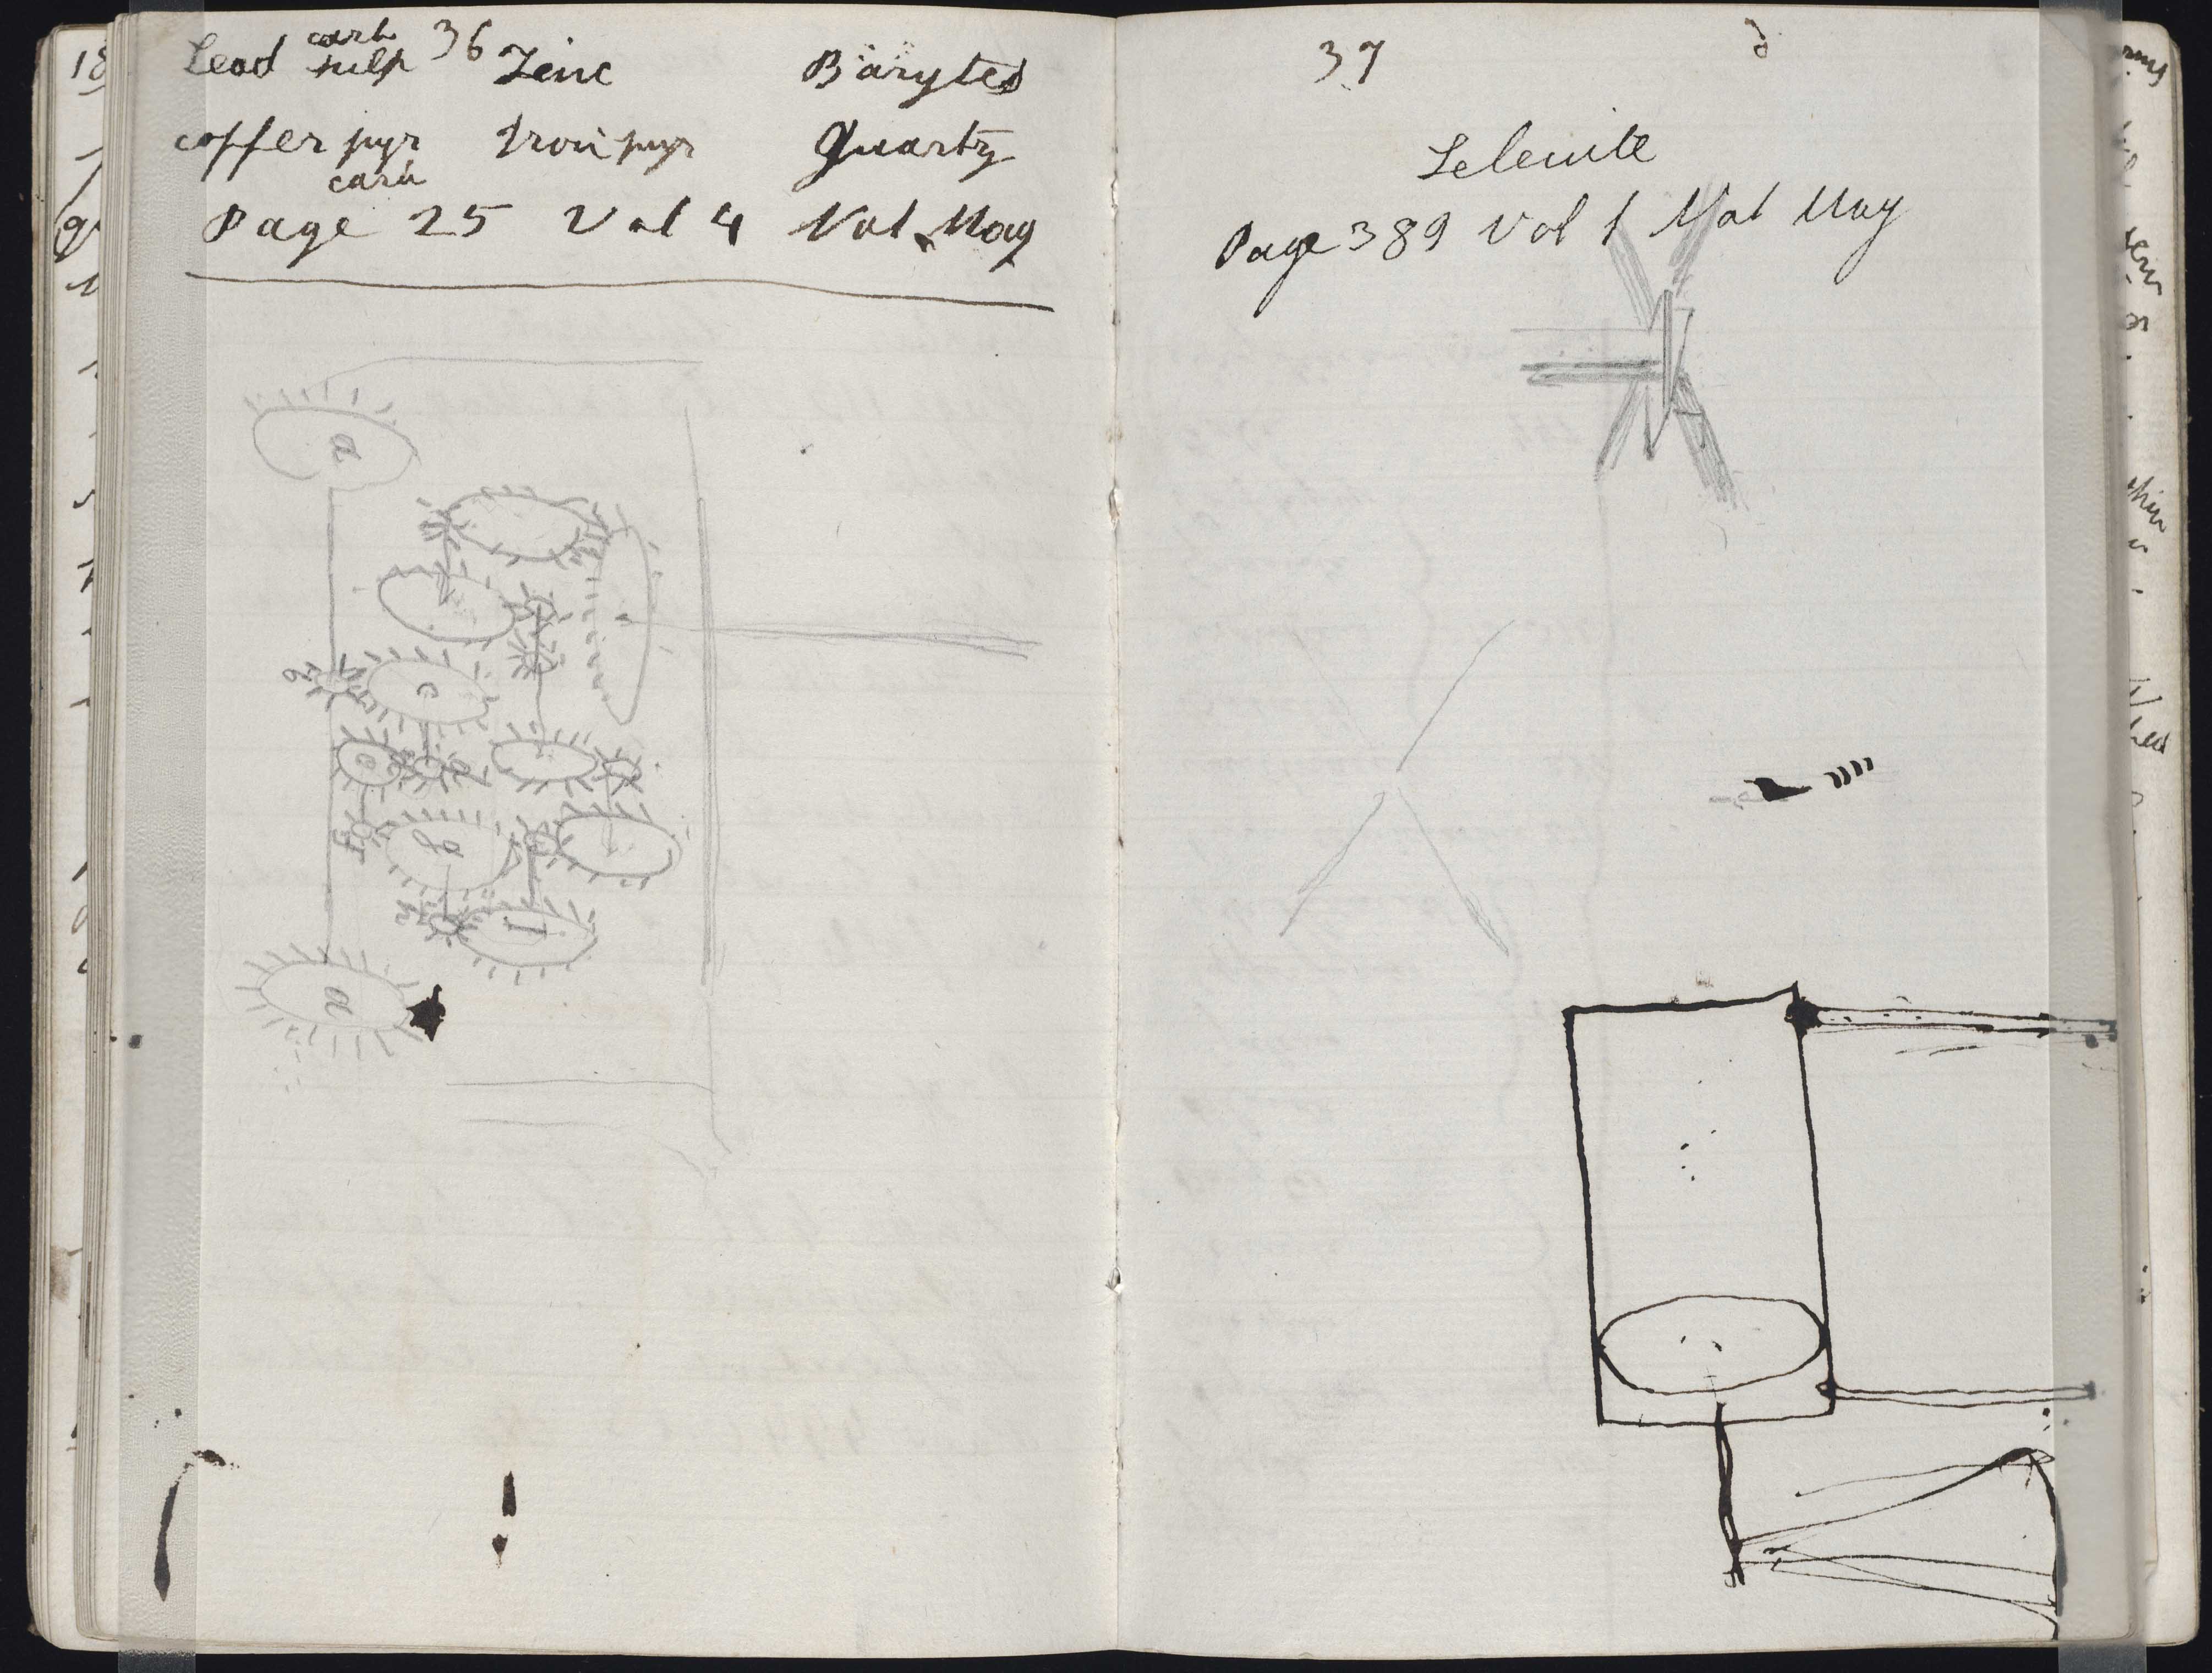 36
Lead carb sulp Zinc Barytes
copper pyr Iron pyr Quartz
carb
Page 25 Vol 4 Nat Mag
a
b
c
e
d
f
g
h
I
a
37
Selenite
Page 389 Vol 1 Nat Mag